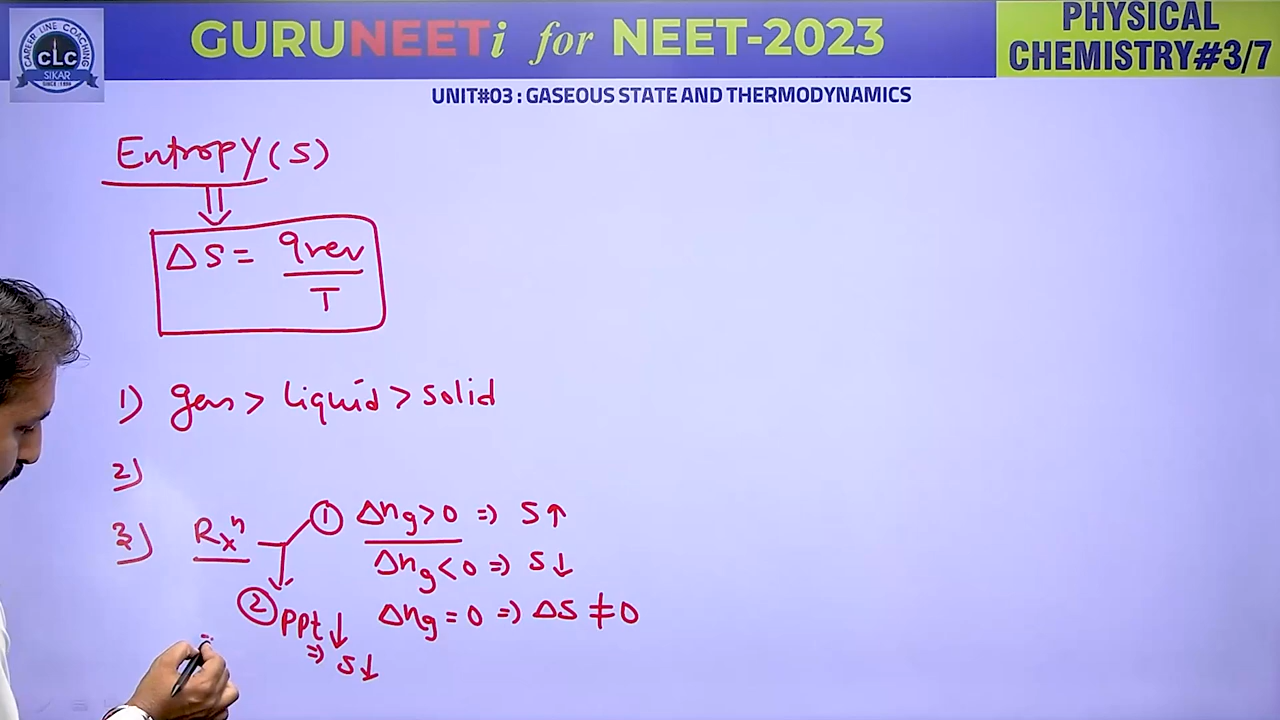 CAREER LINE COACHING
CLC
SIKAR
SINCE : 1996
GURUNEETi for NEET-2023
PHYSICAL
CHEMISTRY#3/7
UNIT#03 : GASEOUS STATE AND THERMODYNAMICS
Entropy (S)
⇓
ΔS = qrev / T
1) gas > liquid > solid
2)
3) Rxⁿ ① Δng > 0 ⇒ S↑
Δng < 0 ⇒ S↓
② ppt↓ Δng = 0 ⇒ ΔS ≠ 0
⇒ S↓